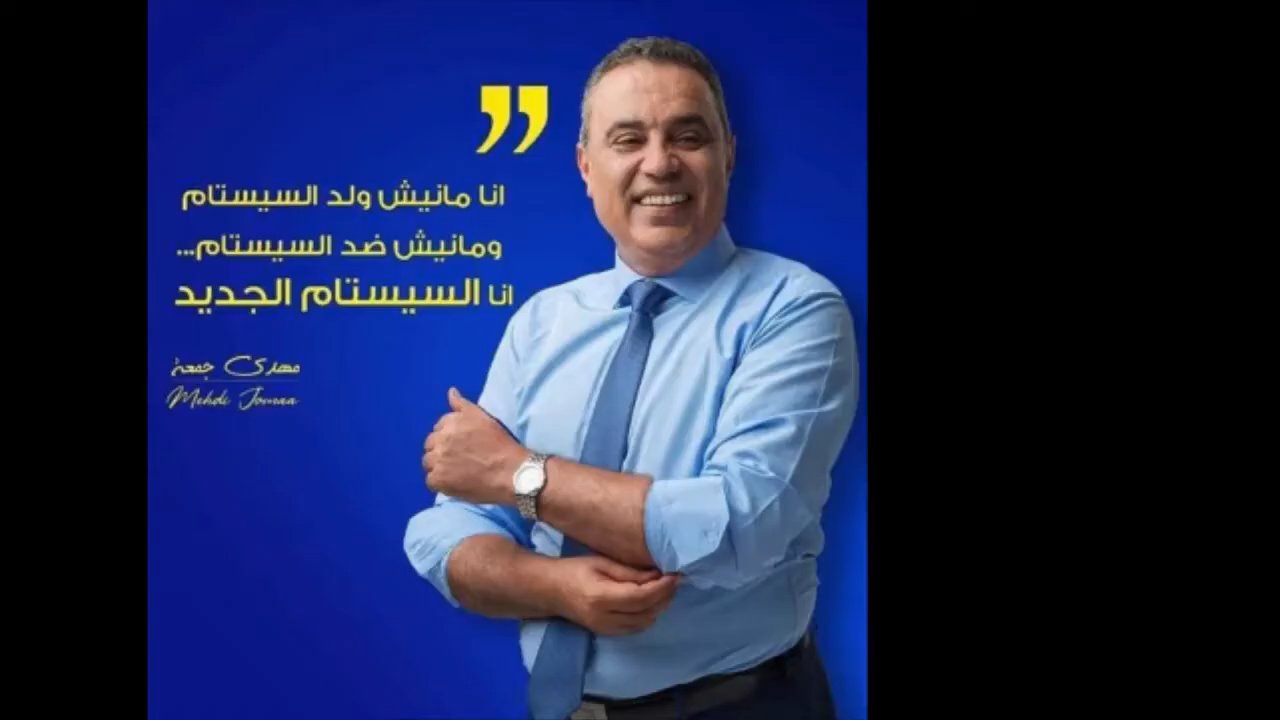 انا مانيش ولد السيستام
ومانيش ضد السيستام...
انا السيستام الجديد
مهدي جمعة
Mehdi Jomaa